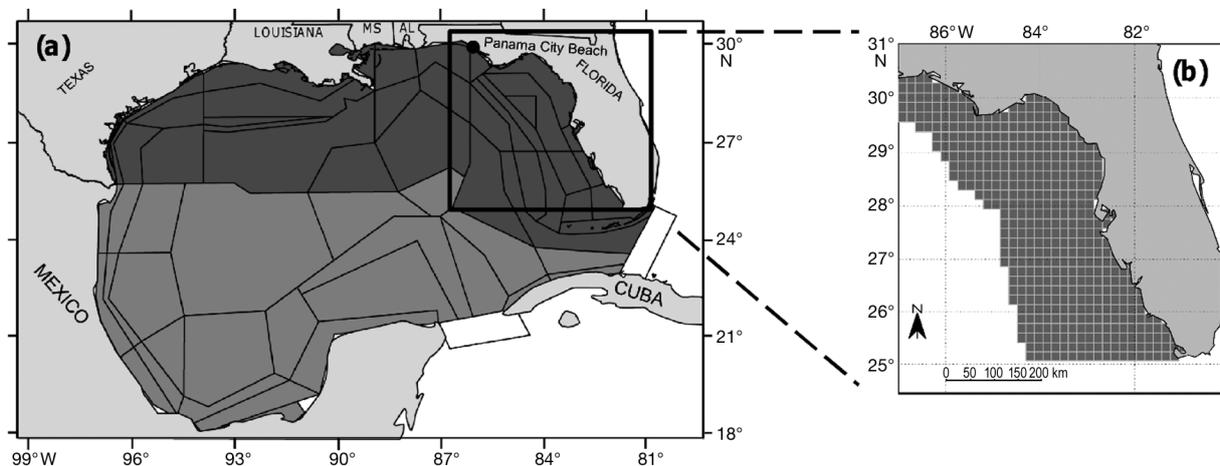 (a)
LOUISIANA
MS
AL
Panama City Beach
TEXAS
FLORIDA
MEXICO
CUBA
30°
N
27°
24°
21°
18°
99°
96°
93°
90°
87°
84°
81°
(b)
86°W
84°
82°
31°
N
30°
29°
28°
27°
26°
25°
N
0 50 100 150 200 km